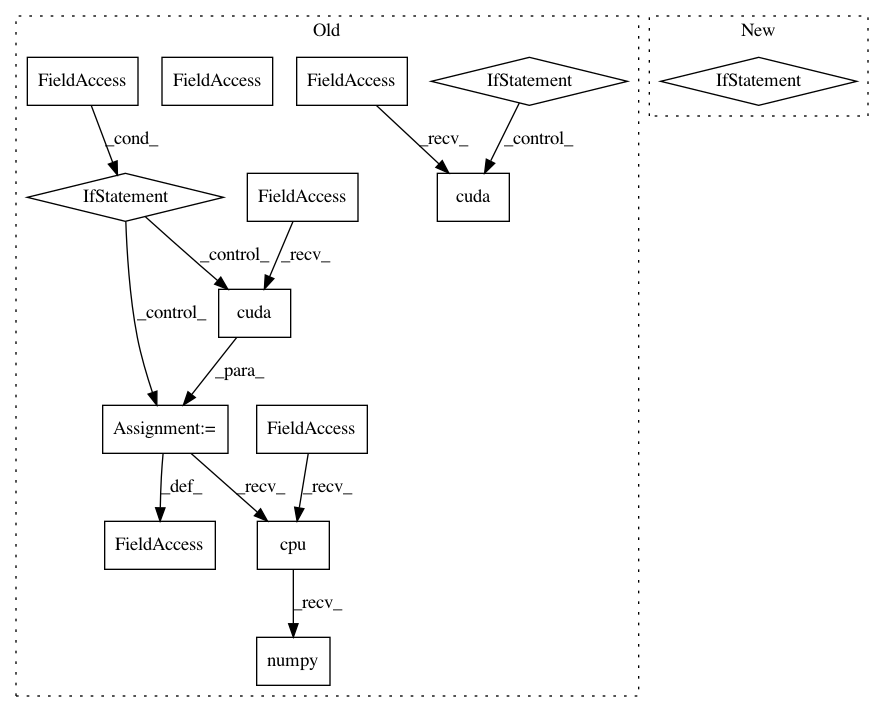 Old
New
FieldAccess
FieldAccess
FieldAccess
IfStatement
IfStatement
_cond_
_recv_
_control_
IfStatement
FieldAccess
cuda
_control_
_recv_
_control_
cuda
_para_
Assignment:=
FieldAccess
_def_
_recv_
_recv_
FieldAccess
cpu
_recv_
numpy